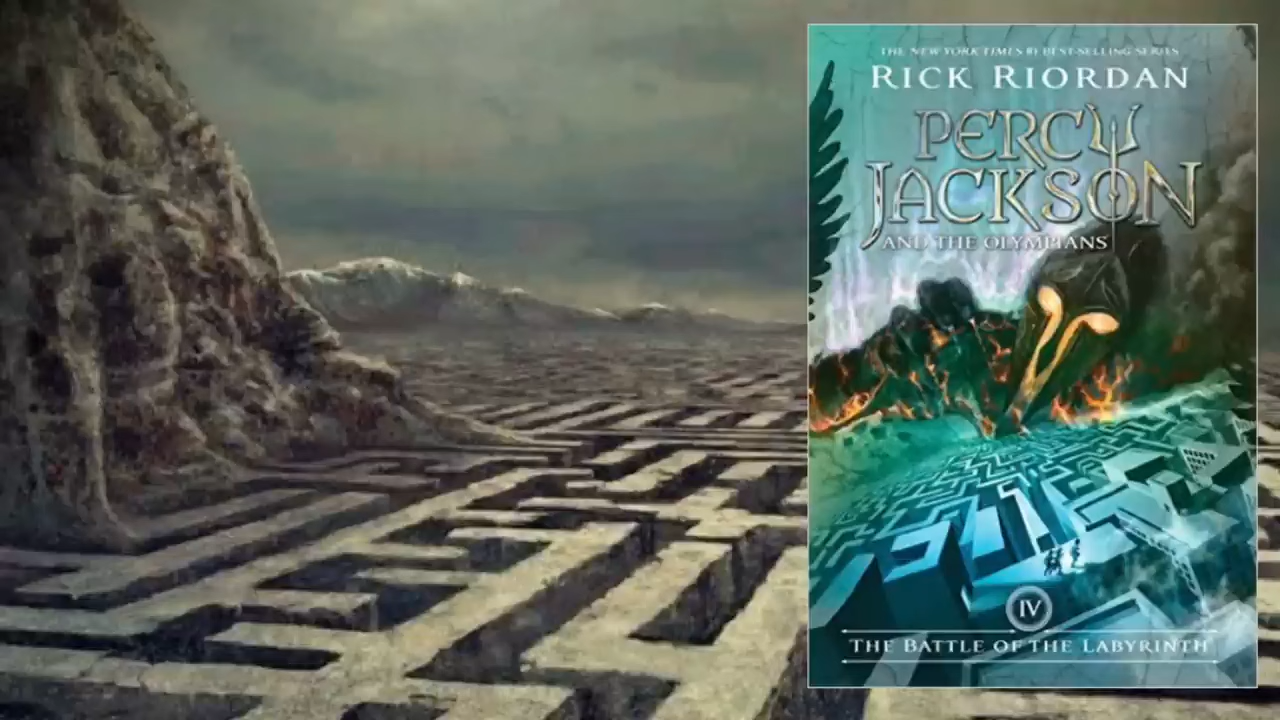 THE NEW YORK TIMES #1 BEST-SELLING SERIES
RICK RIORDAN
PERCY
JACKSON
AND THE OLYMPIANS
IV
THE BATTLE OF THE LABYRINTH